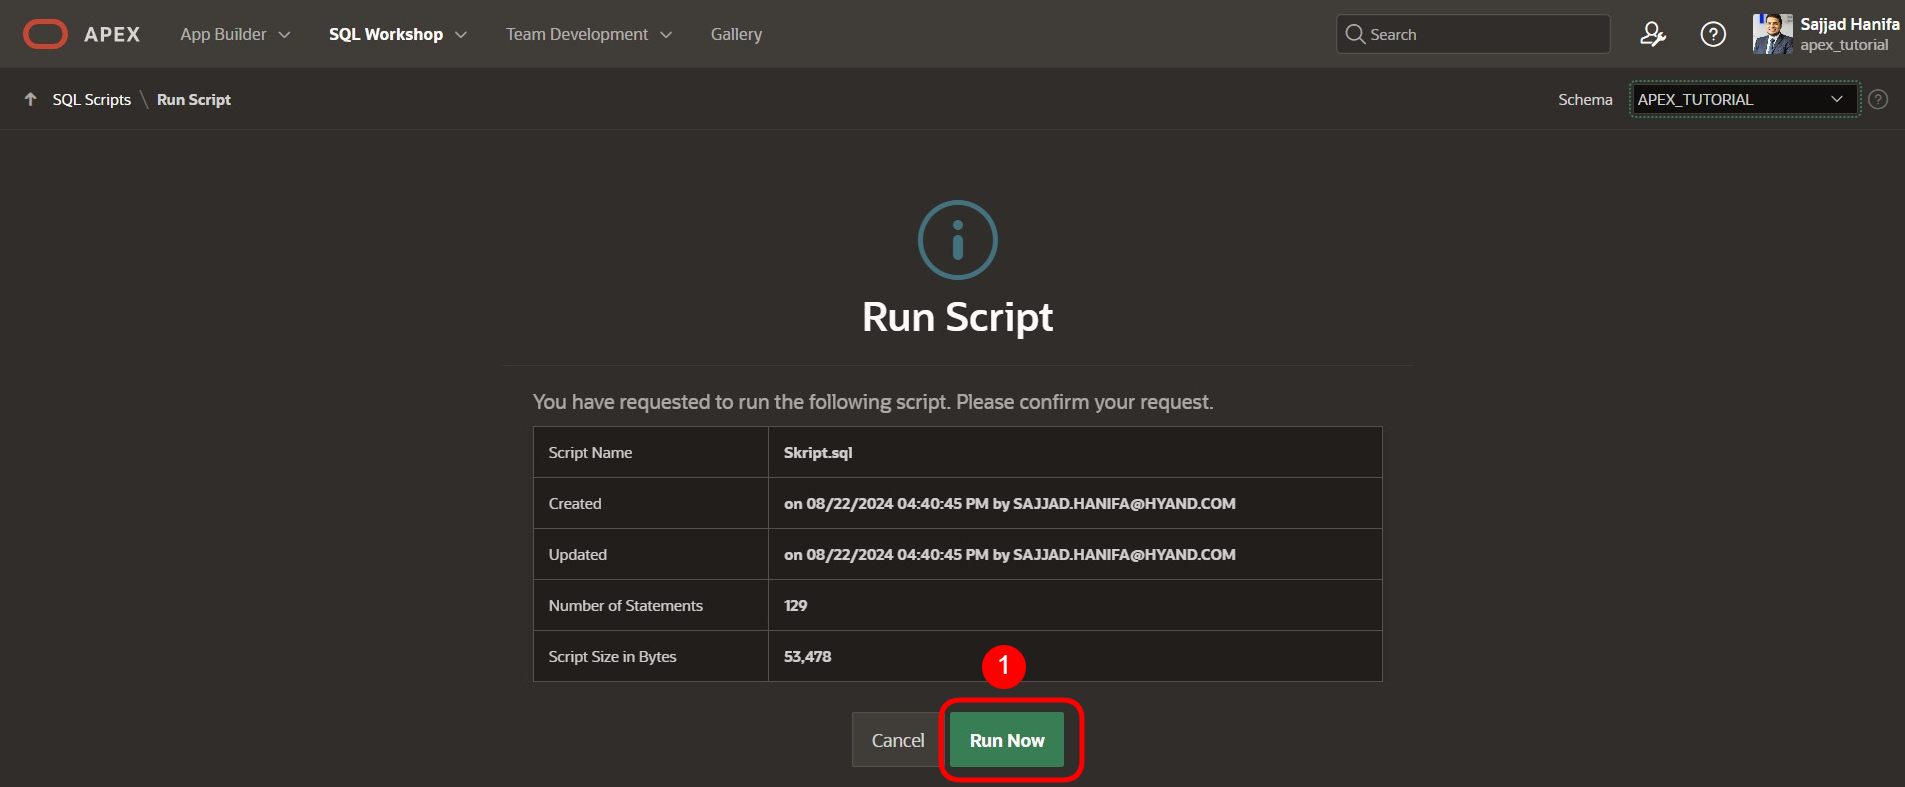 APEX App Builder SQL Workshop Team Development Gallery Search ? Sajjad Hanifa
apex_tutorial
SQL Scripts \ Run Script Schema APEX_TUTORIAL ?
Run Script
You have requested to run the following script. Please confirm your request.
Script Name Skript.sql
Created on 08/22/2024 04:40:45 PM by SAJJAD.HANIFA@HYAND.COM
Updated on 08/22/2024 04:40:45 PM by SAJJAD.HANIFA@HYAND.COM
Number of Statements 129
Script Size in Bytes 53,478
1
Cancel Run Now